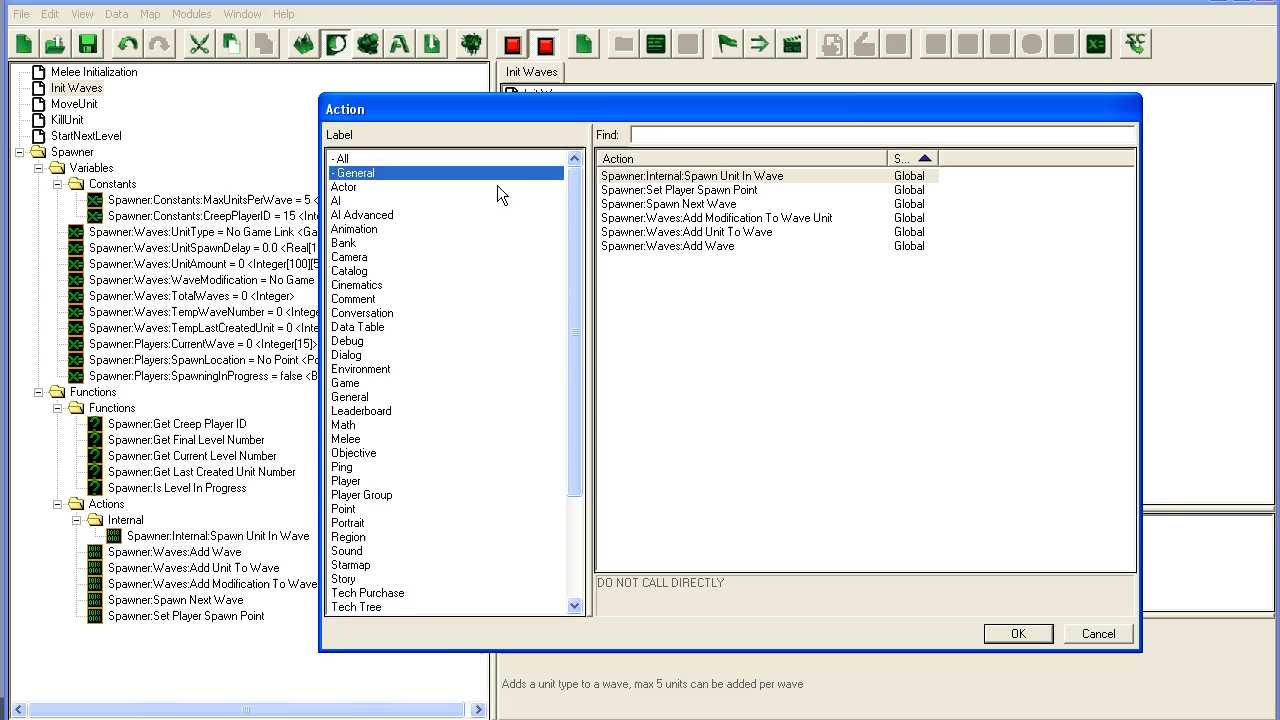 File Edit View Data Map Modules Window Help
Melee Initialization
Init Waves
MoveUnit
KillUnit
StartNextLevel
Spawner
Variables
Constants
Spawner:Constants:MaxUnitsPerWave = 5 <
Spawner:Constants:CreepPlayerID = 15 <Int
Spawner:Waves:UnitType = No Game Link <Ga
Spawner:Waves:UnitSpawnDelay = 0.0 <Real[1
Spawner:Waves:UnitAmount = 0 <Integer[100][5
Spawner:Waves:WaveModification = No Game
Spawner:Waves:TotalWaves = 0 <Integer>
Spawner:Waves:TempWaveNumber = 0 <Integ
Spawner:Waves:TempLastCreatedUnit = 0 <Int
Spawner:Players:CurrentWave = 0 <Integer[15]>
Spawner:Players:SpawnLocation = No Point <Po
Spawner:Players:SpawningInProgress = false <B
Functions
Functions
Spawner:Get Creep Player ID
Spawner:Get Final Level Number
Spawner:Get Current Level Number
Spawner:Get Last Created Unit Number
Spawner:Is Level In Progress
Actions
Internal
Spawner:Internal:Spawn Unit In Wave
Spawner:Waves:Add Wave
Spawner:Waves:Add Unit To Wave
Spawner:Waves:Add Modification To Wave
Spawner:Spawn Next Wave
Spawner:Set Player Spawn Point
Init Waves
Action
Label
- All
- General
Actor
AI
AI Advanced
Animation
Bank
Camera
Catalog
Cinematics
Comment
Conversation
Data Table
Debug
Dialog
Environment
Game
General
Leaderboard
Math
Melee
Objective
Ping
Player
Player Group
Point
Portrait
Region
Sound
Starmap
Story
Tech Purchase
Tech Tree
Find:
Action S...
Spawner:Internal:Spawn Unit In Wave Global
Spawner:Set Player Spawn Point Global
Spawner:Spawn Next Wave Global
Spawner:Waves:Add Modification To Wave Unit Global
Spawner:Waves:Add Unit To Wave Global
Spawner:Waves:Add Wave Global
DO NOT CALL DIRECTLY
OK Cancel
Adds a unit type to a wave, max 5 units can be added per wave